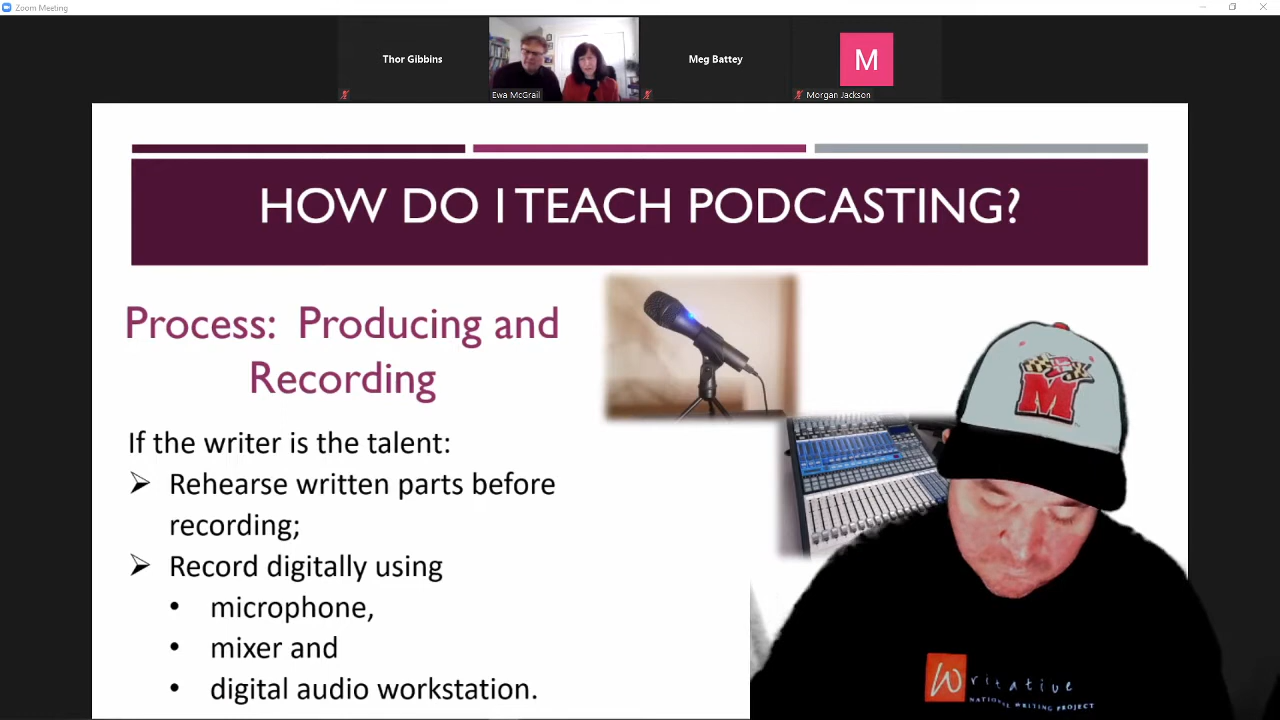 Zoom Meeting
Thor Gibbins
Meg Battey
M
Ewa McGrail
Morgan Jackson
HOW DO I TEACH PODCASTING?
Process: Producing and
Recording
If the writer is the talent:
Rehearse written parts before
recording;
Record digitally using
• microphone,
• mixer and
• digital audio workstation.
M
Writative
NATIONAL WRITING PROJECT